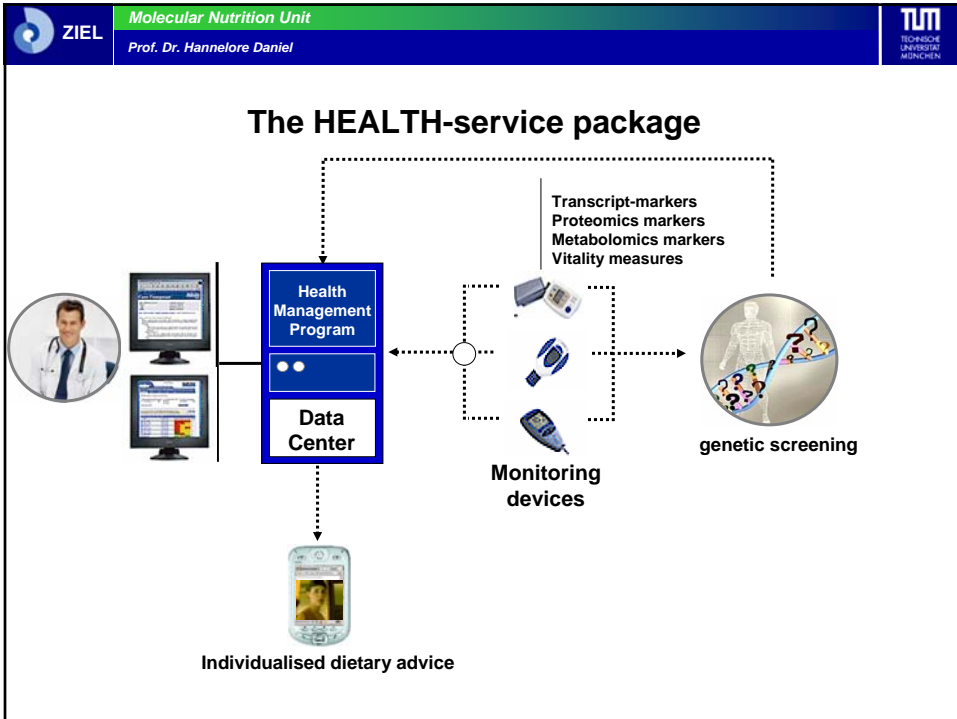 ZIEL
Molecular Nutrition Unit
Prof. Dr. Hannelore Daniel
TUM
TECHNISCHE
UNIVERSITÄT
MÜNCHEN
The HEALTH-service package
Transcript-markers
Proteomics markers
Metabolomics markers
Vitality measures
Health
Management
Program
Data
Center
Monitoring
devices
genetic screening
Individualised dietary advice